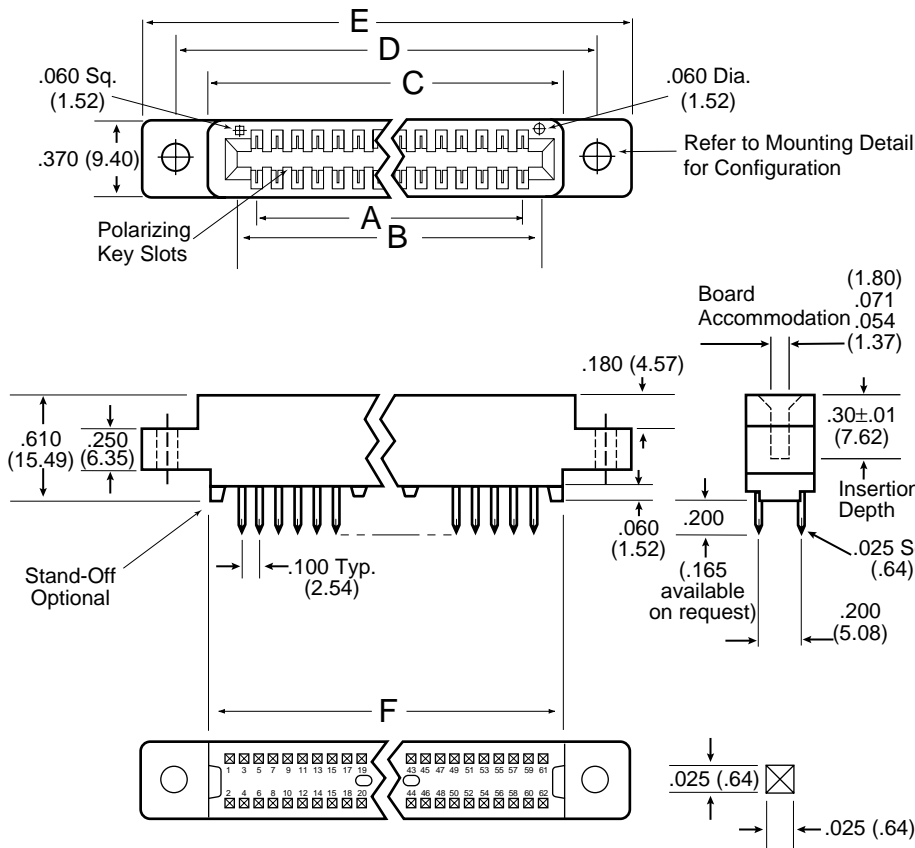 E
D
C
.060 Sq.
(1.52)
.060 Dia.
(1.52)
.370 (9.40)
Refer to Mounting Detail
for Configuration
Polarizing
Key Slots
A
B
Board
Accommodation
(1.80)
.071
.054
(1.37)
.180 (4.57)
.610
(15.49)
.250
(6.35)
.30±.01
(7.62)
Insertion
Depth
.060
(1.52)
.200
(.165
available
on request)
.025 S
(.64)
.200
(5.08)
Stand-Off
Optional
.100 Typ.
(2.54)
F
1 3 5 7 9 11 13 15 17 19 43 45 47 49 51 53 55 57 59 61
2 4 6 8 10 12 14 15 18 20 44 46 48 50 52 54 56 58 60 62
.025 (.64)
.025 (.64)